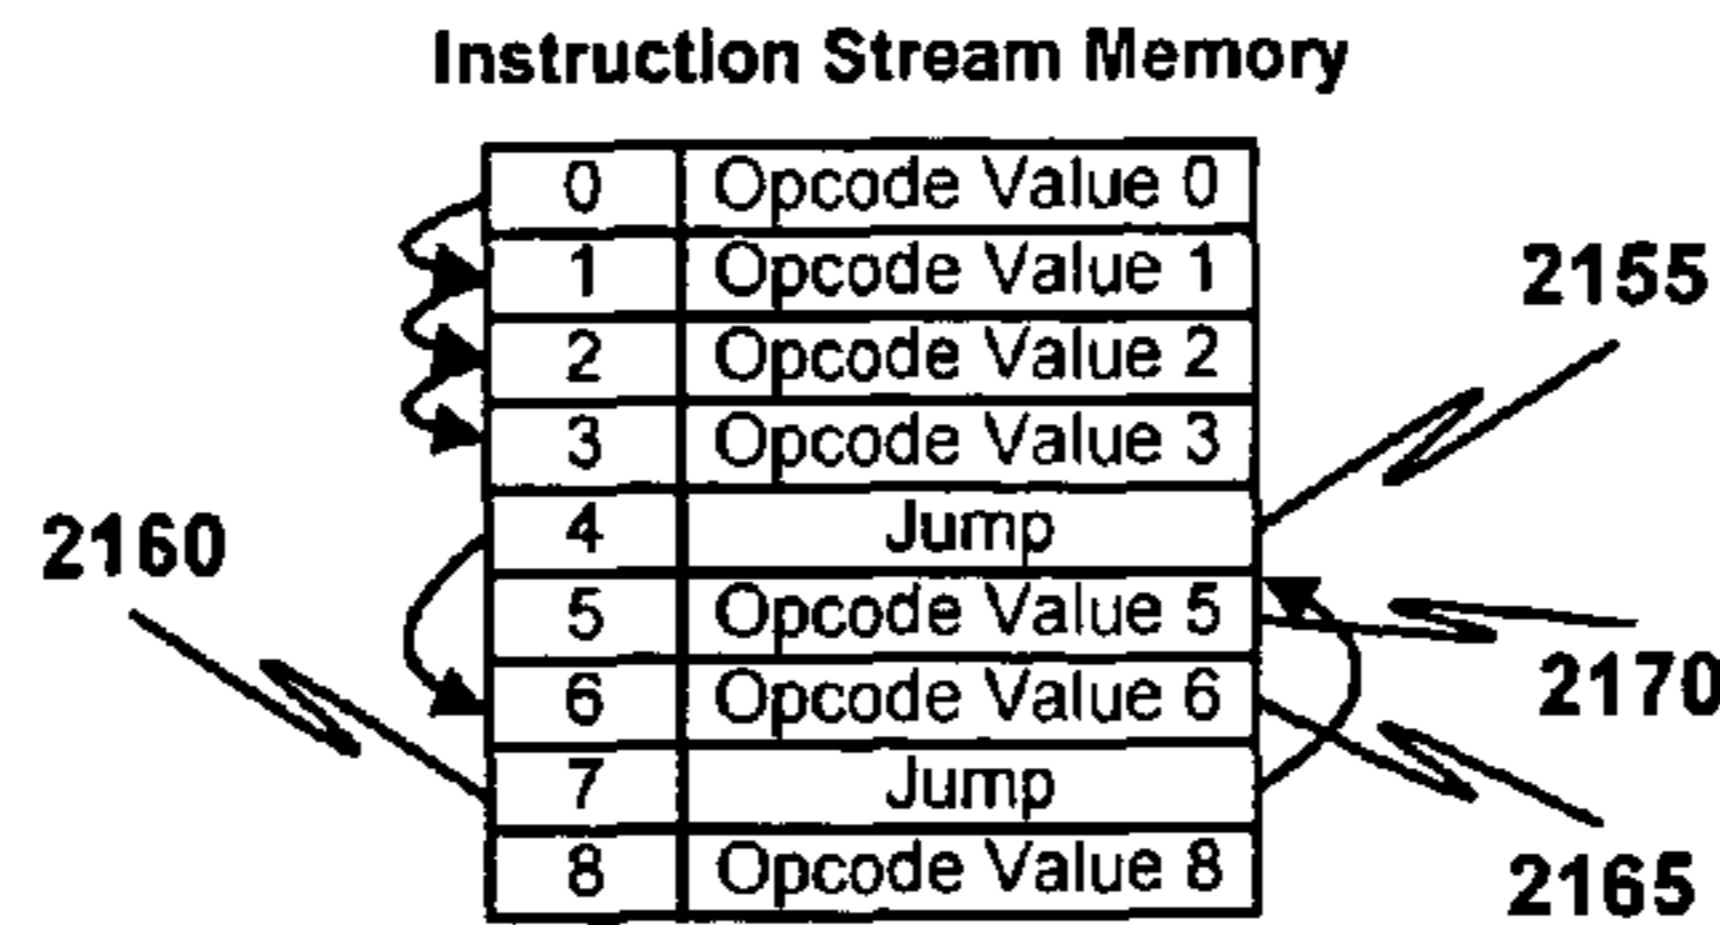 Instruction Stream Memory
0 Opcode Value 0
1 Opcode Value 1
2155
2 Opcode Value 2
3 Opcode Value 3
4 Jump
2160
5 Opcode Value 5
6 Opcode Value 6
2170
7 Jump
8 Opcode Value 8
2165